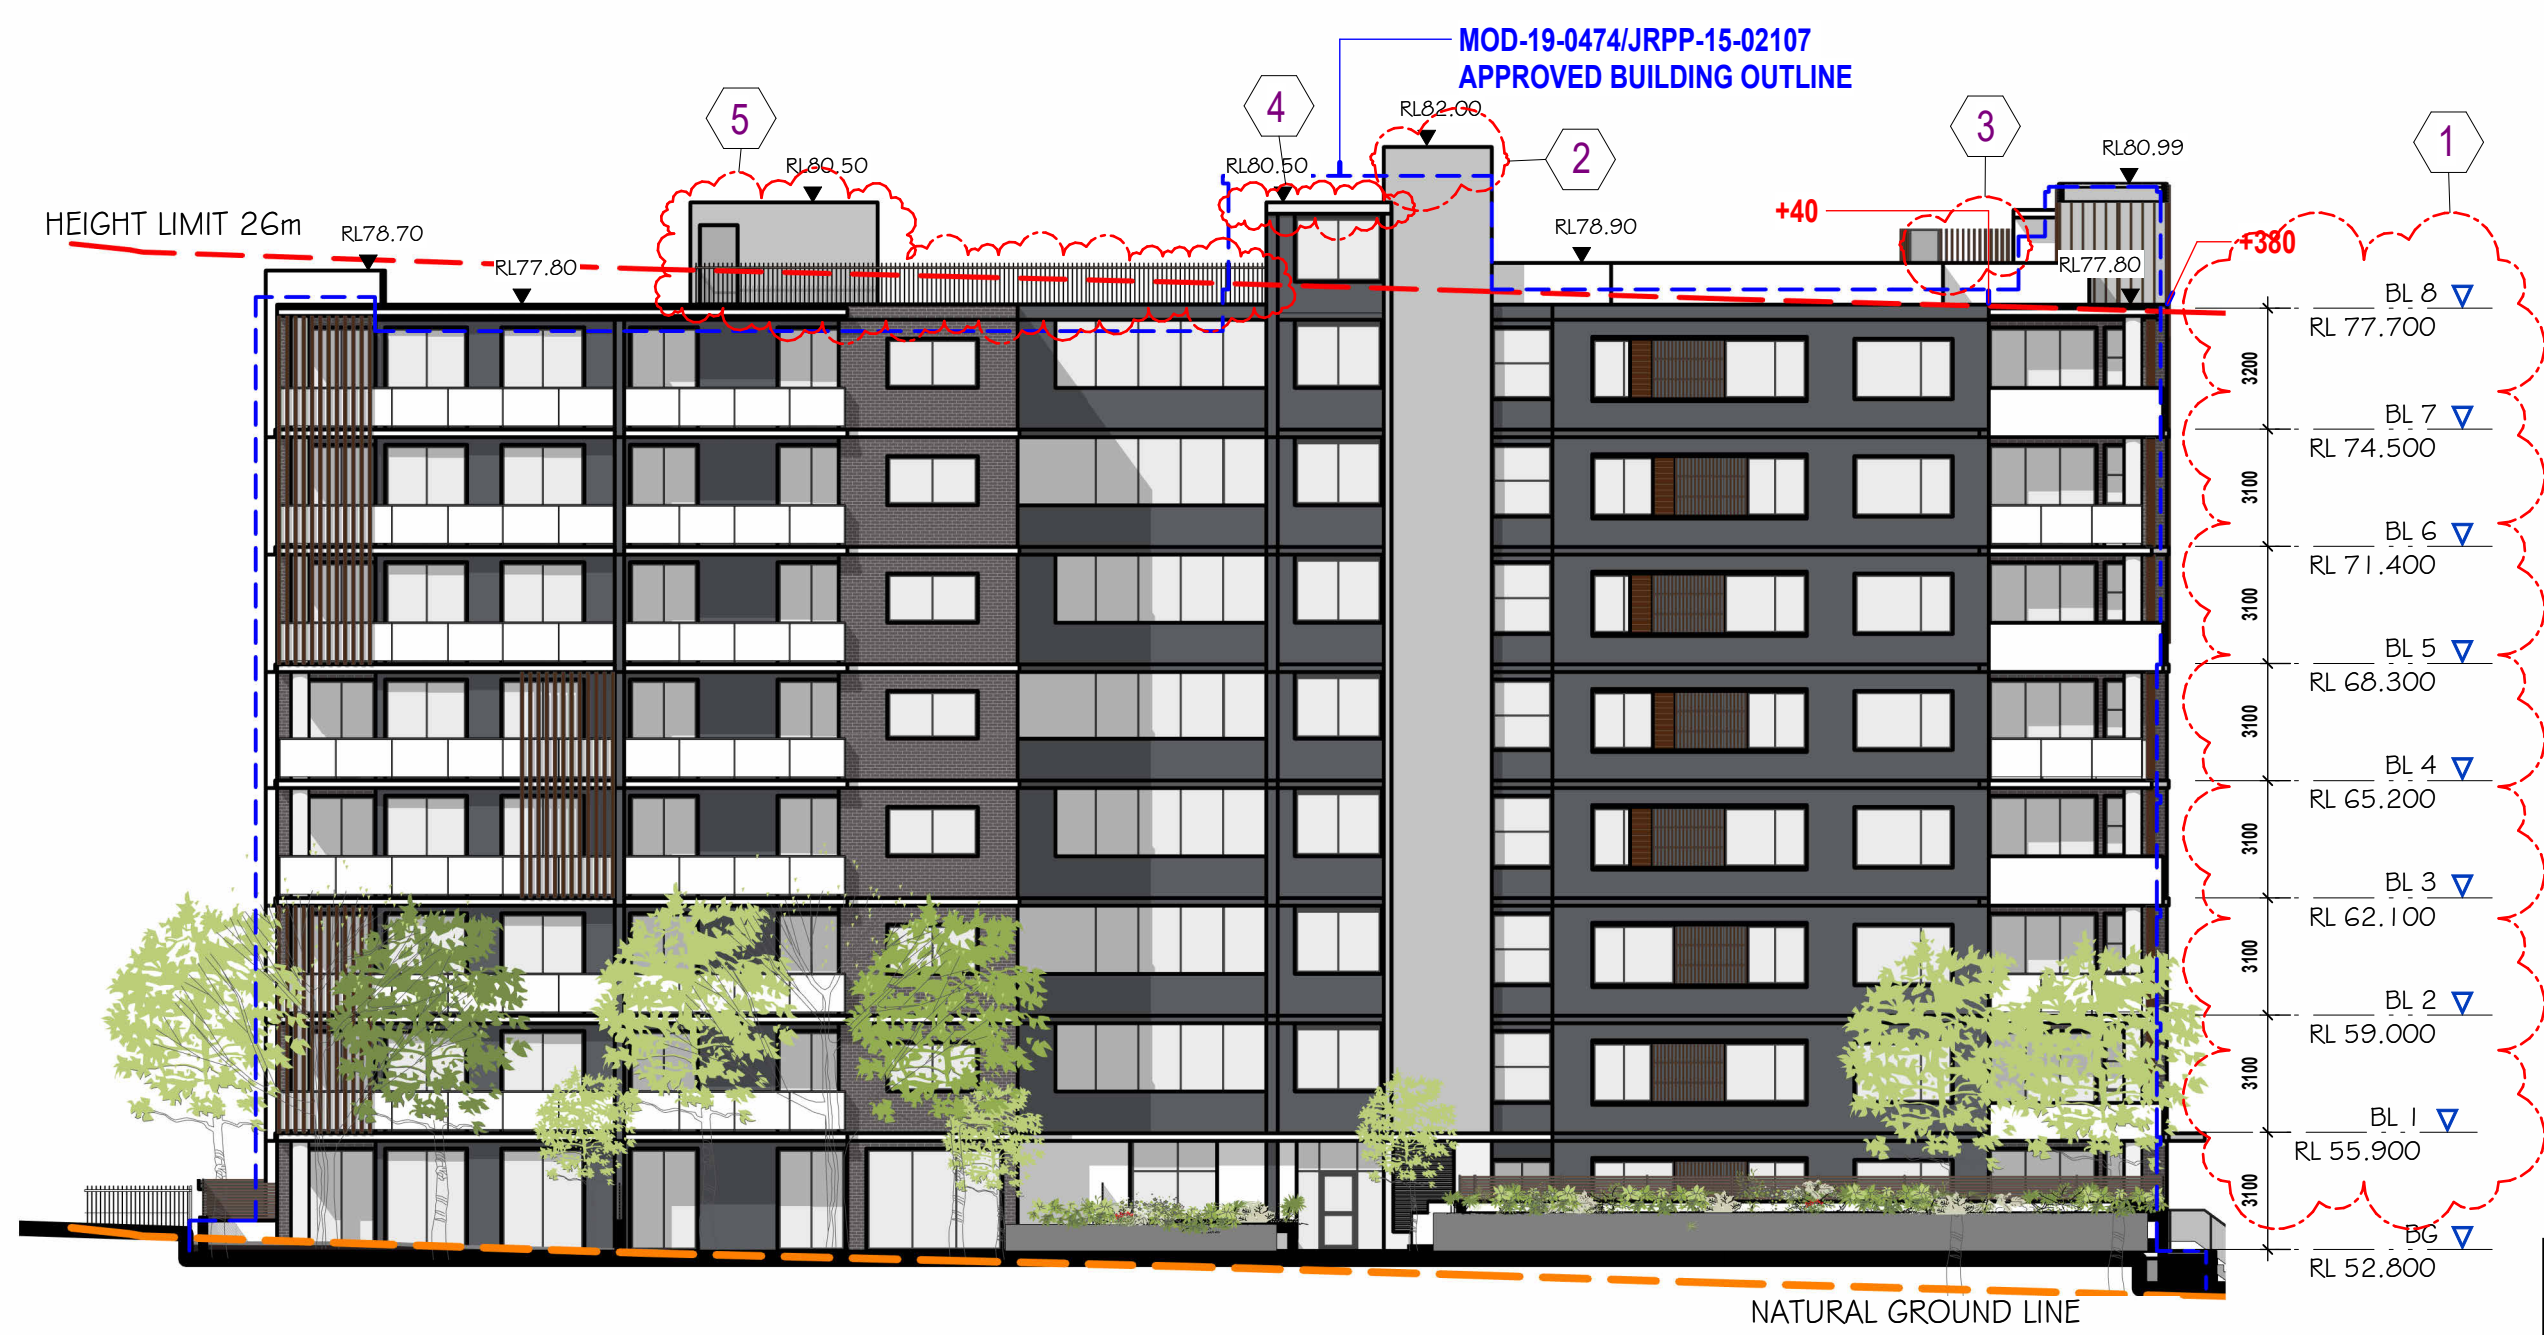 MOD-19-0474/JRPP-15-02107
APPROVED BUILDING OUTLINE
5
4
2
3
1
RL82.00
RL80.50
RL80.50
RL80.99
HEIGHT LIMIT 26m
RL78.70
RL77.80
RL78.90
+40
+380
RL77.80
BL 8
RL 77.700
3200
BL 7
RL 74.500
3100
BL 6
RL 71.400
3100
BL 5
RL 68.300
3100
BL 4
RL 65.200
3100
BL 3
RL 62.100
3100
BL 2
RL 59.000
3100
BL 1
RL 55.900
3100
BG
RL 52.800
NATURAL GROUND LINE